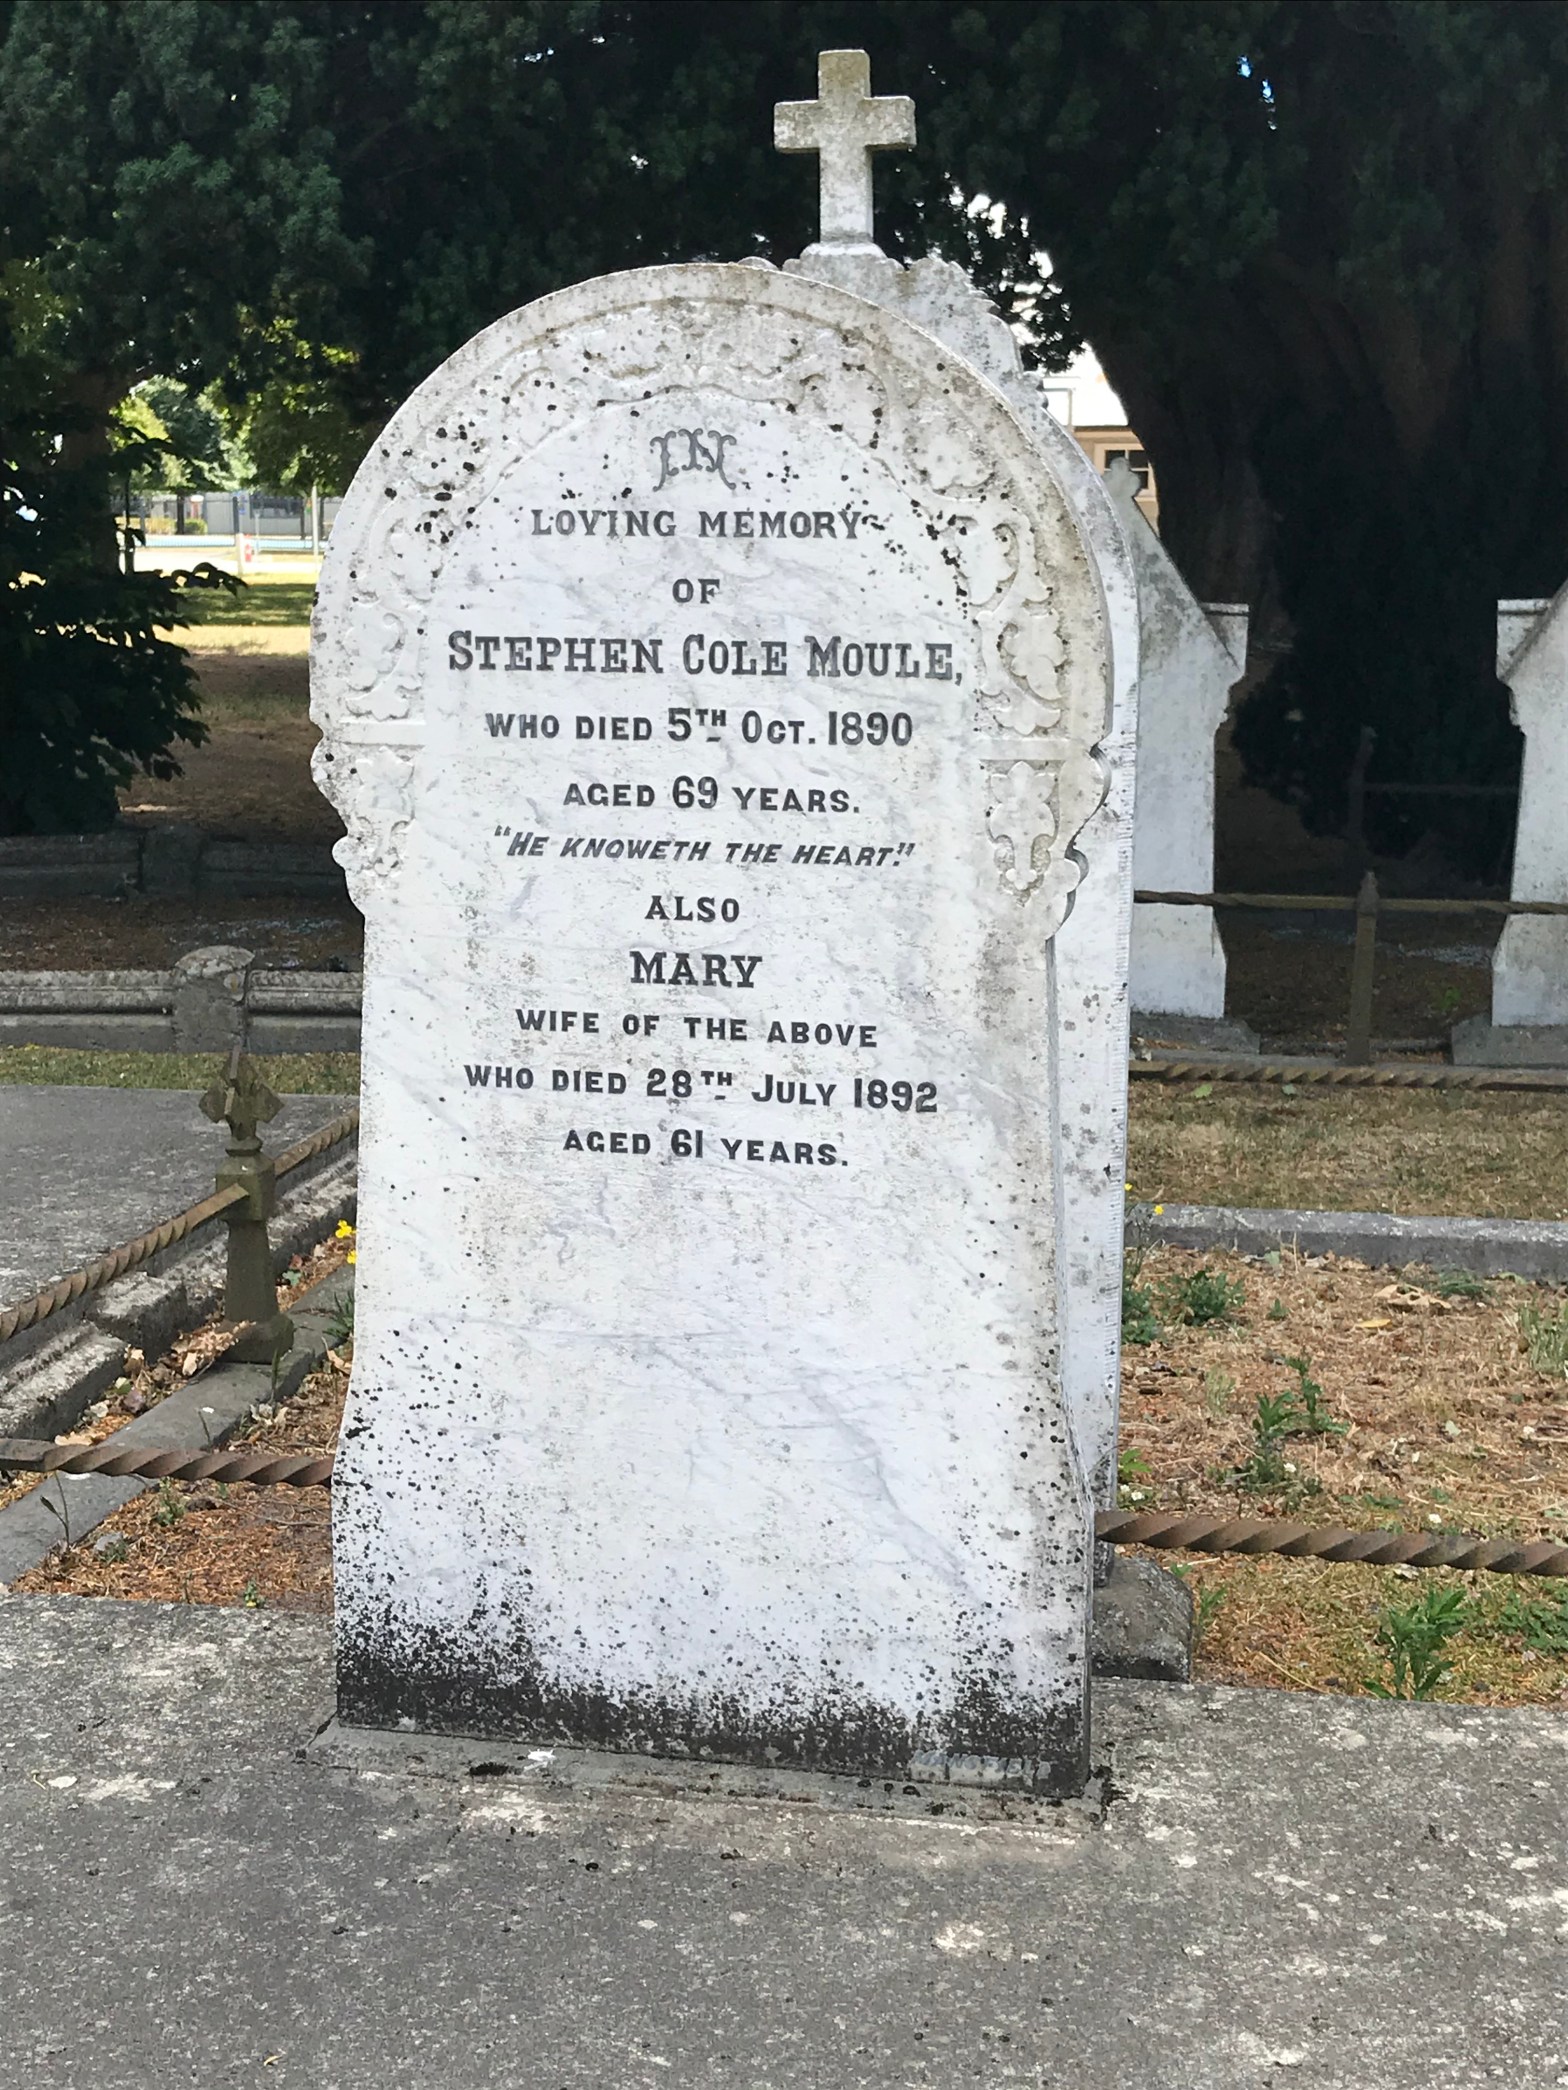 IN
LOVING MEMORY
OF
STEPHEN COLE MOULE,
WHO DIED 5TH OCT. 1890
AGED 69 YEARS.
"HE KNOWETH THE HEART."
ALSO
MARY
WIFE OF THE ABOVE
WHO DIED 28TH JULY 1892
AGED 61 YEARS.